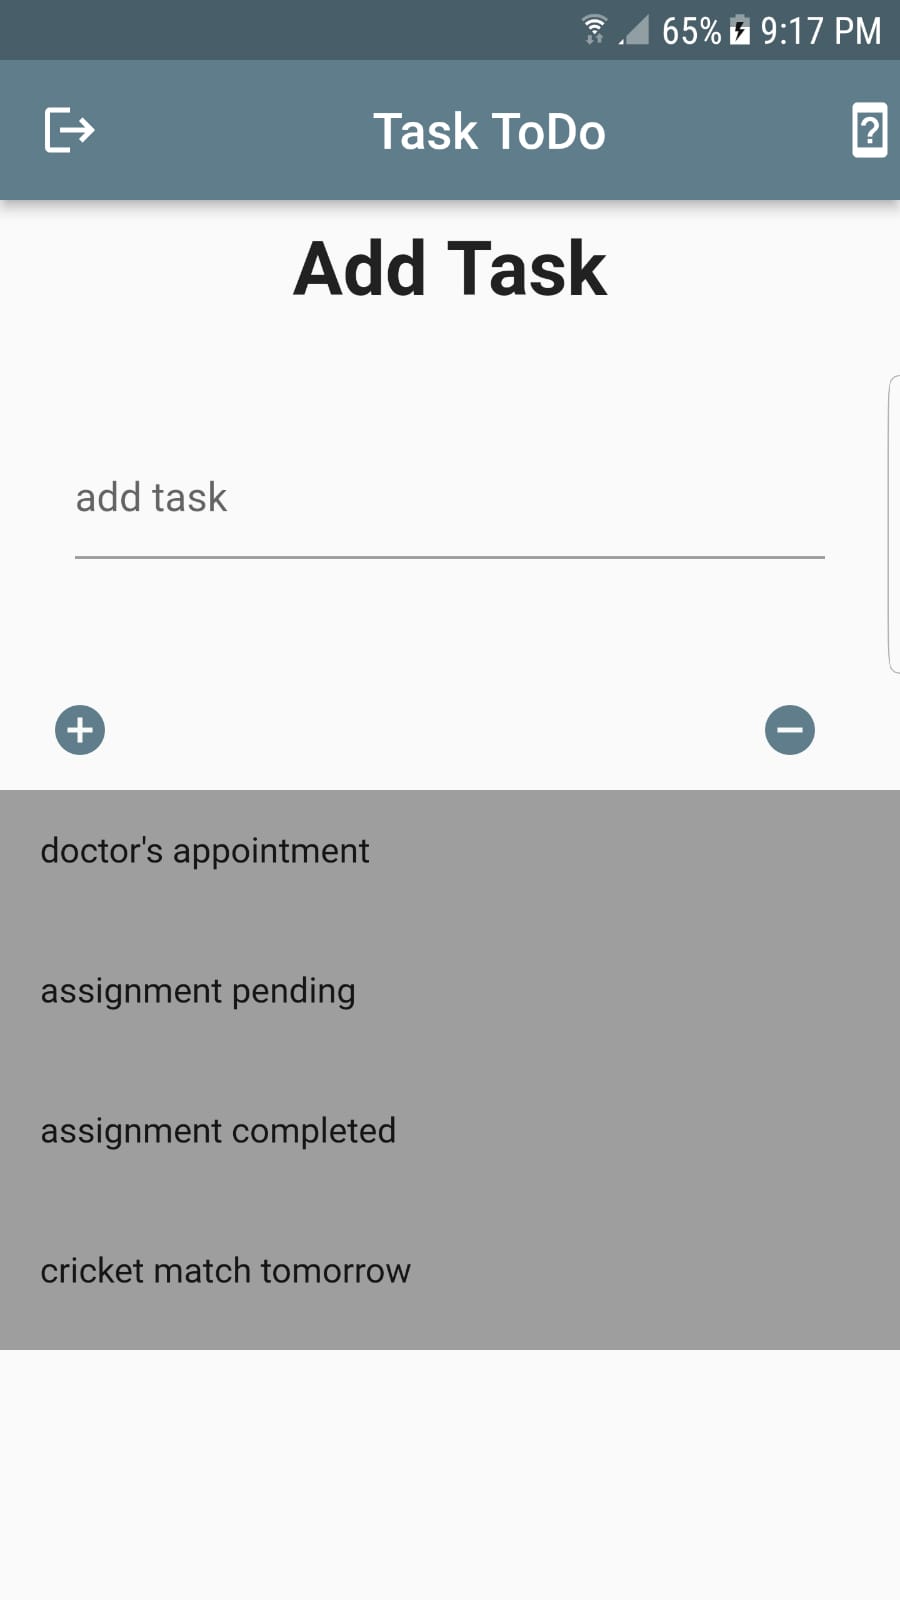 65% 9:17 PM
Task ToDo
Add Task
add task
doctor's appointment
assignment pending
assignment completed
cricket match tomorrow